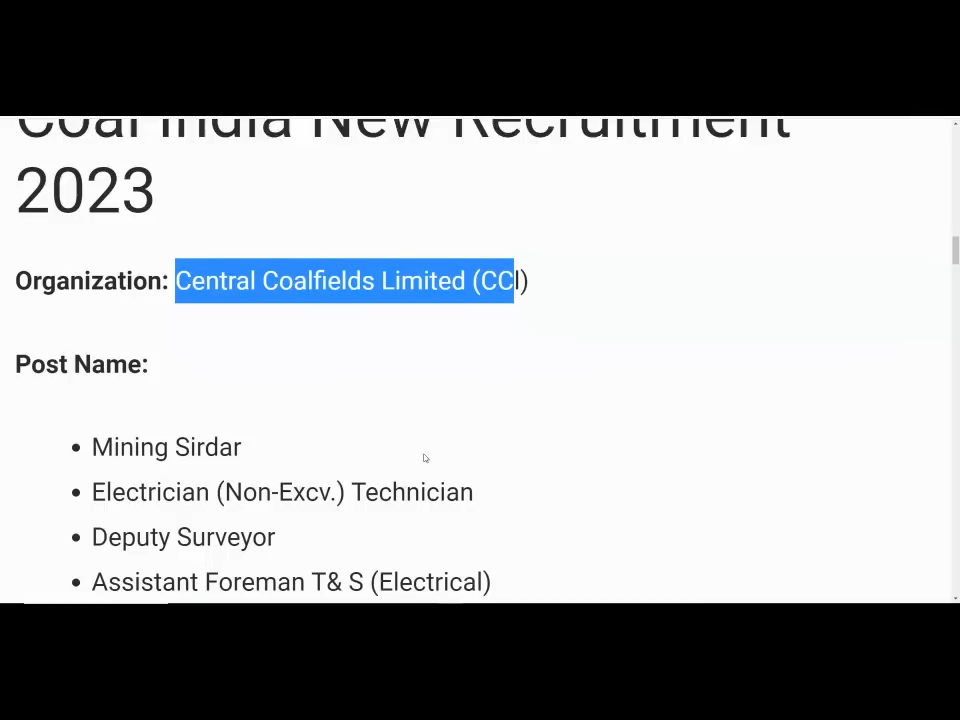 Coal India New Recruitment
2023
Organization: Central Coalfields Limited (CCl)
Post Name:
• Mining Sirdar
• Electrician (Non-Excv.) Technician
• Deputy Surveyor
• Assistant Foreman T& S (Electrical)